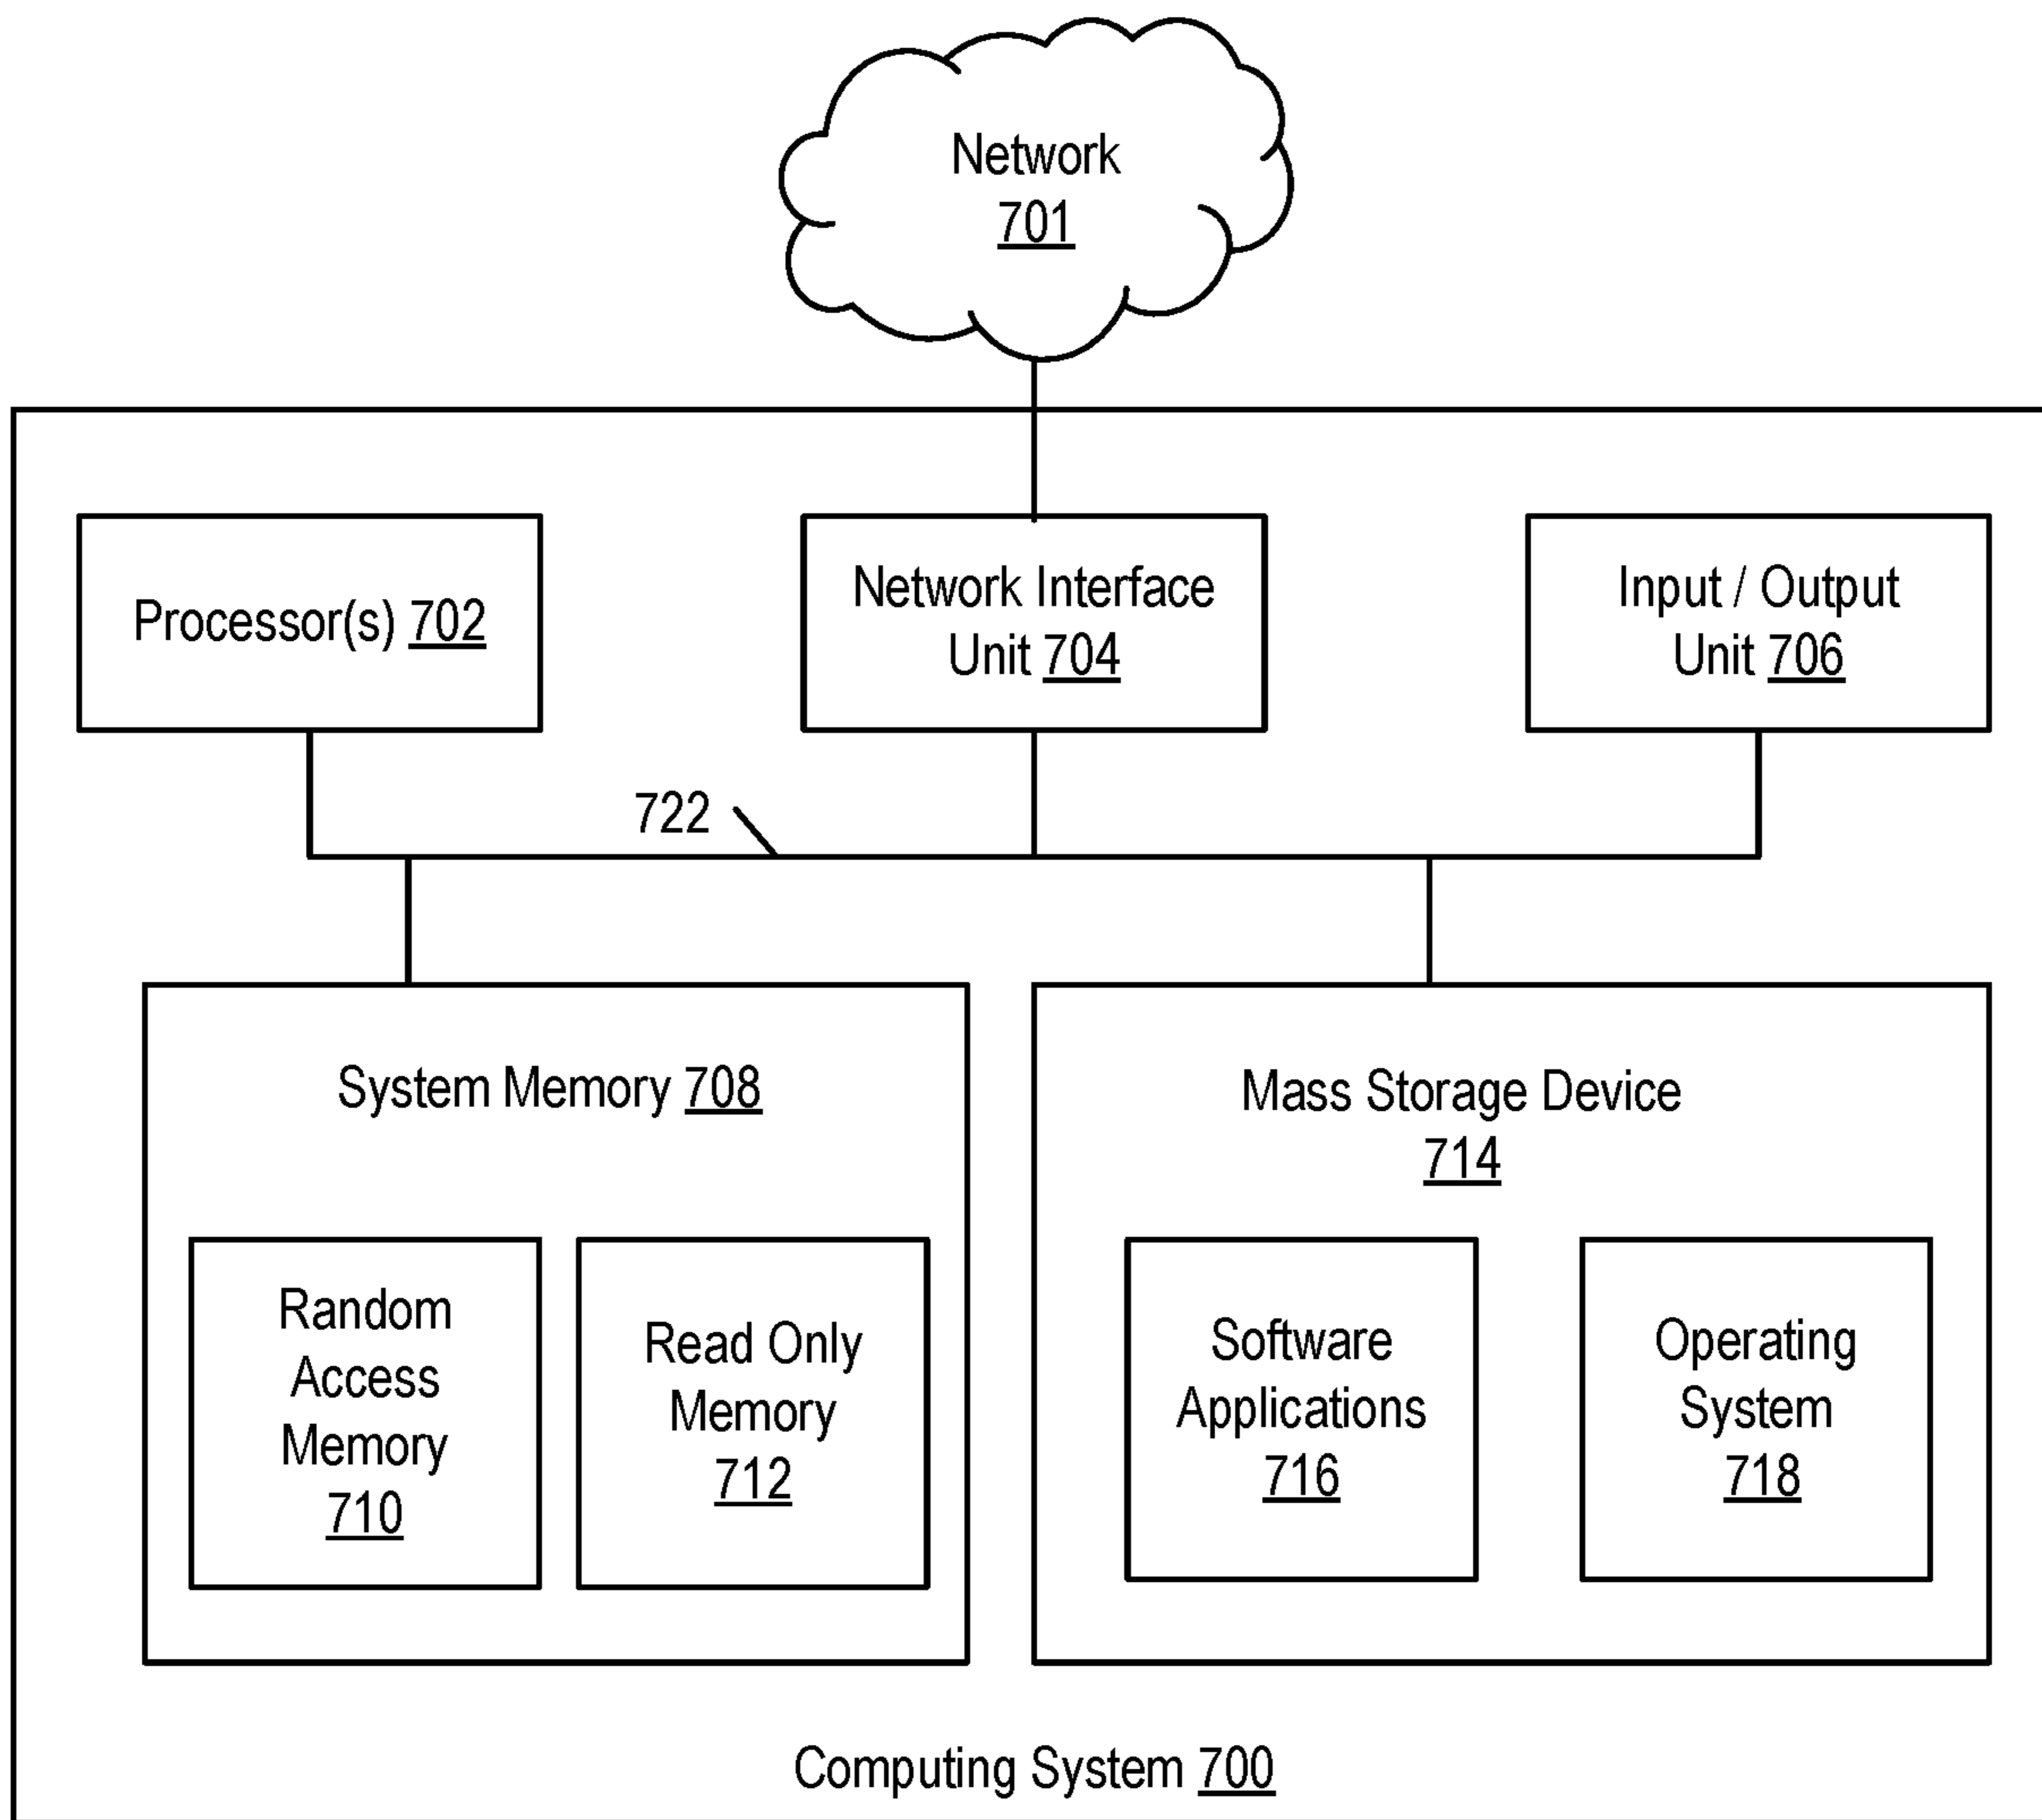 Network
701
Processor(s) 702
Network Interface
Unit 704
Input / Output
Unit 706
722
System Memory 708
Random
Access
Memory
710
Read Only
Memory
712
Mass Storage Device
714
Software
Applications
716
Operating
System
718
Computing System 700